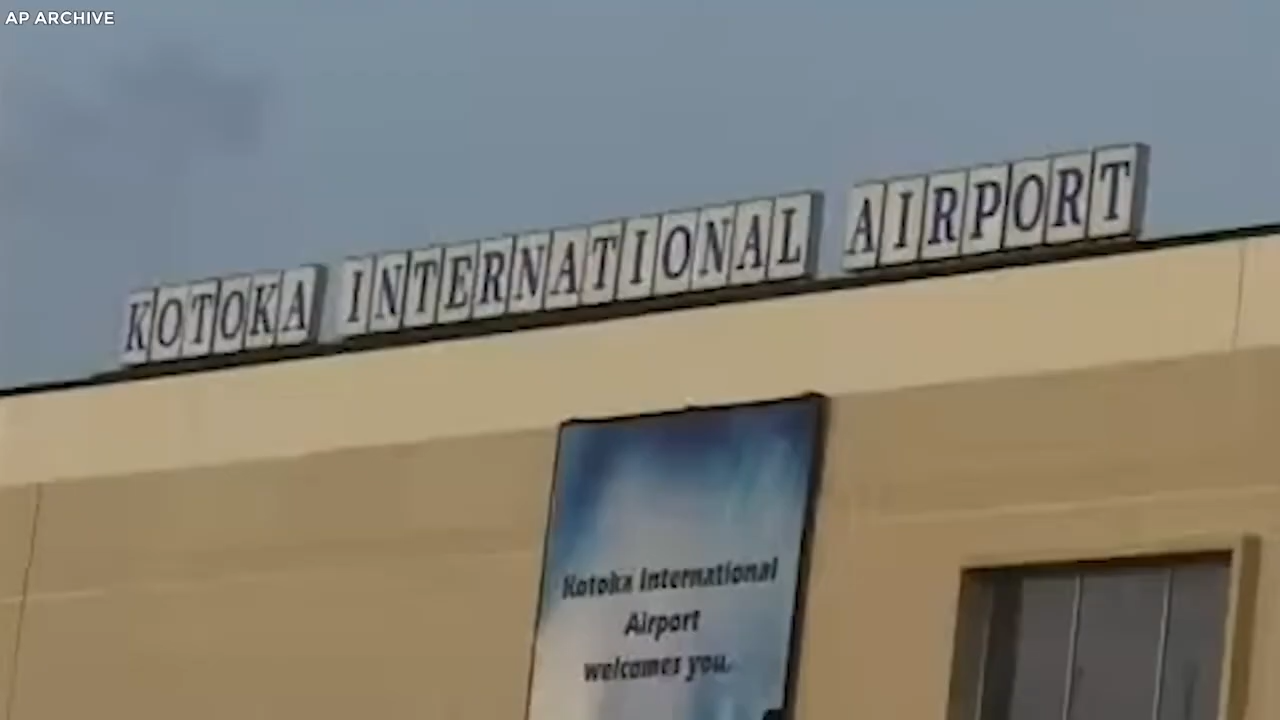 AP ARCHIVE
KOTOKA INTERNATIONAL AIRPORT
Kotoka International
Airport
welcomes you.